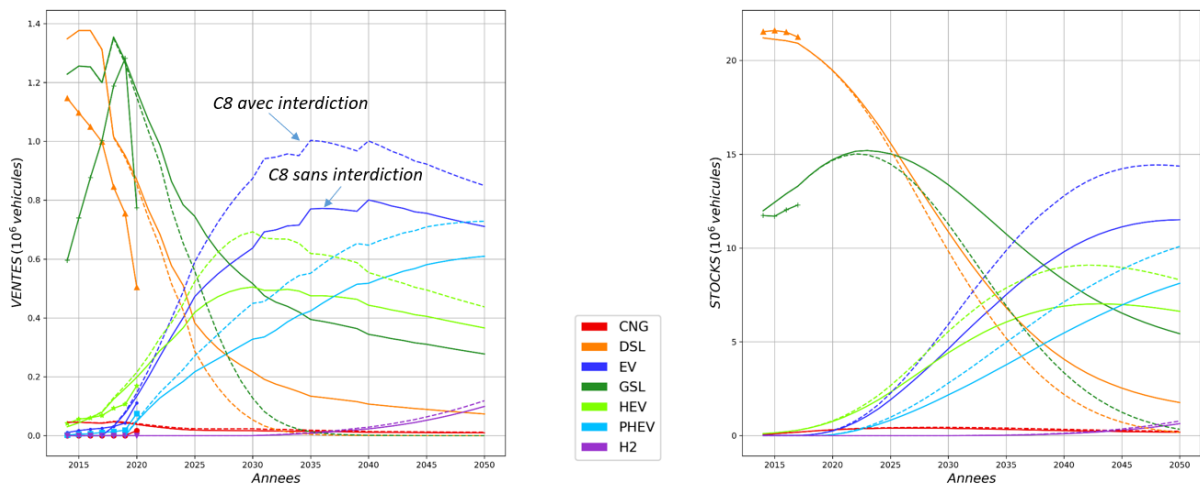 1.4
1.2
1.0
0.8
0.6
0.4
0.2
0.0
VENTES (10⁶ vehicules)
C8 avec interdiction
C8 sans interdiction
2015 2020 2025 2030 2035 2040 2045 2050
Annees
CNG
DSL
EV
GSL
HEV
PHEV
H2
20
15
10
5
0
STOCKS (10⁶ vehicules)
2015 2020 2025 2030 2035 2040 2045 2050
Annees